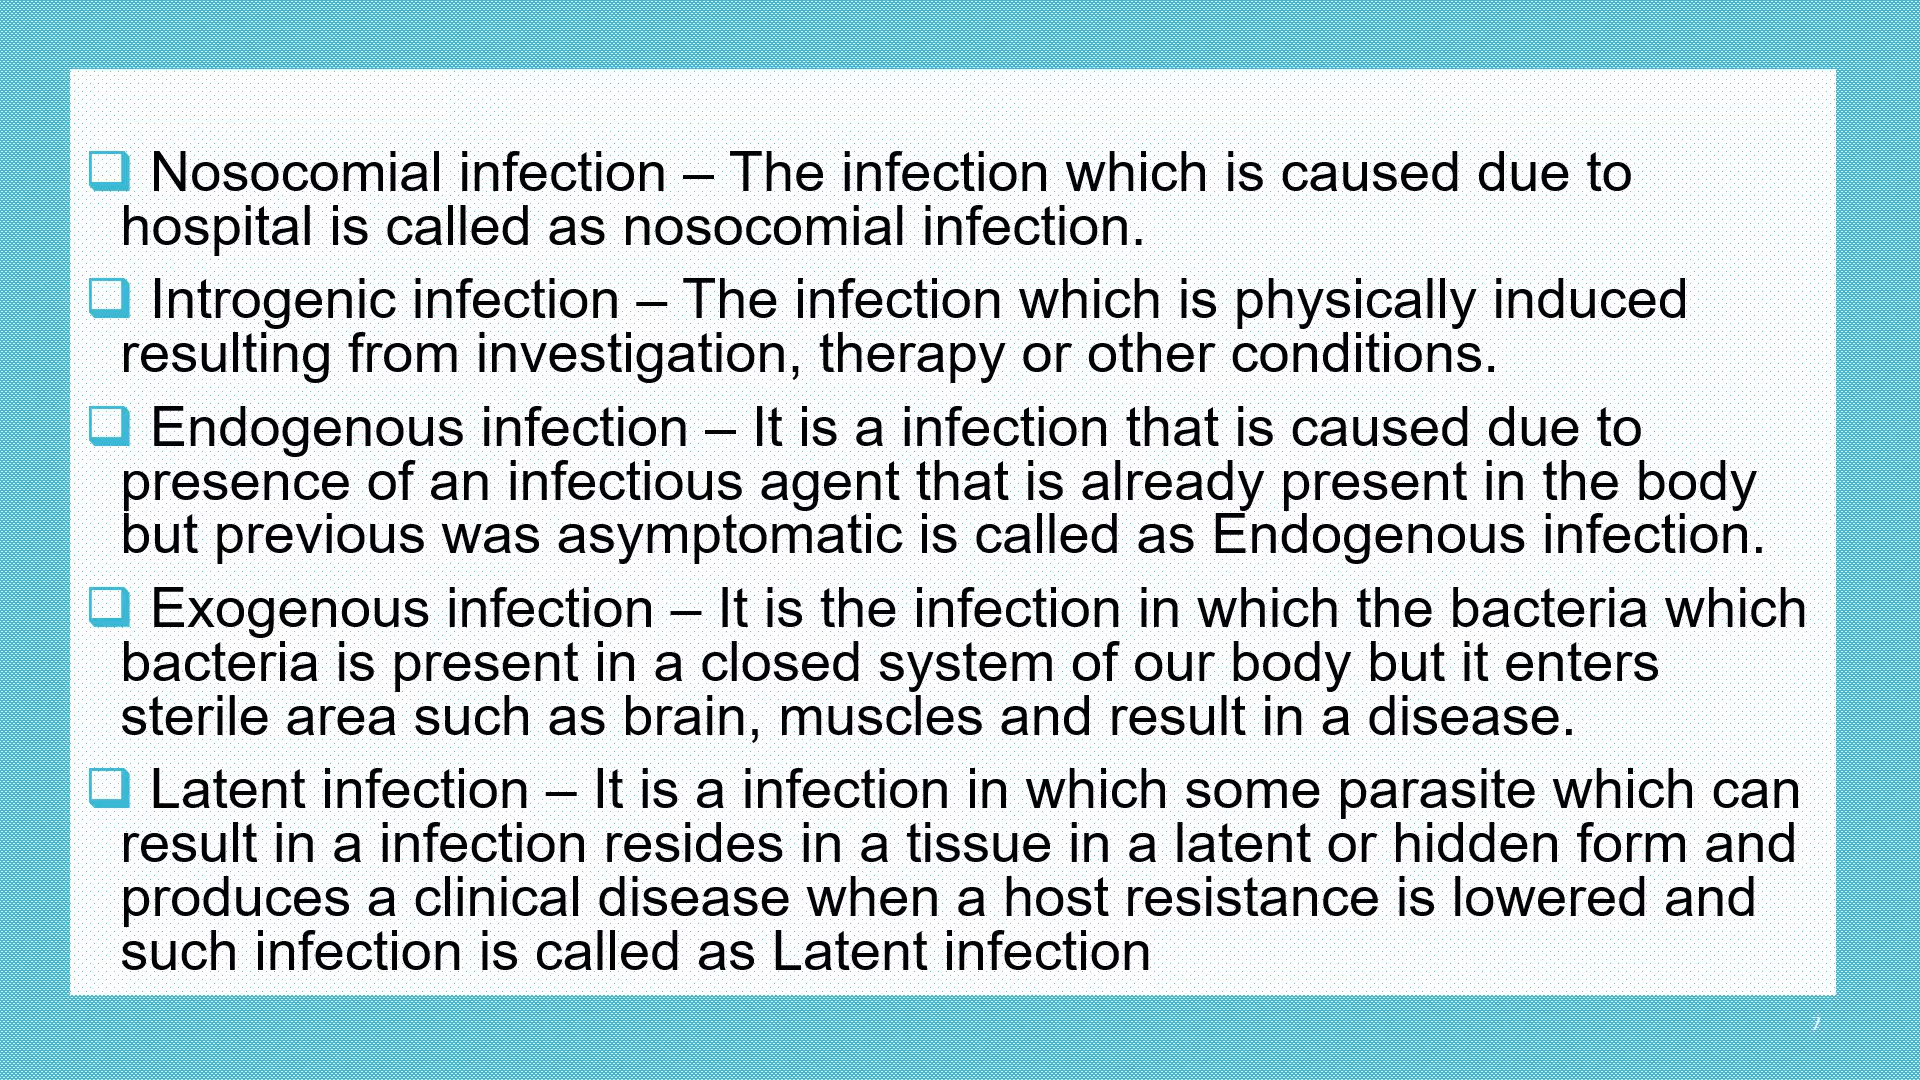 ❑ Nosocomial infection – The infection which is caused due to
hospital is called as nosocomial infection.
❑ Introgenic infection – The infection which is physically induced
resulting from investigation, therapy or other conditions.
❑ Endogenous infection – It is a infection that is caused due to
presence of an infectious agent that is already present in the body
but previous was asymptomatic is called as Endogenous infection.
❑ Exogenous infection – It is the infection in which the bacteria which
bacteria is present in a closed system of our body but it enters
sterile area such as brain, muscles and result in a disease.
❑ Latent infection – It is a infection in which some parasite which can
result in a infection resides in a tissue in a latent or hidden form and
produces a clinical disease when a host resistance is lowered and
such infection is called as Latent infection
7